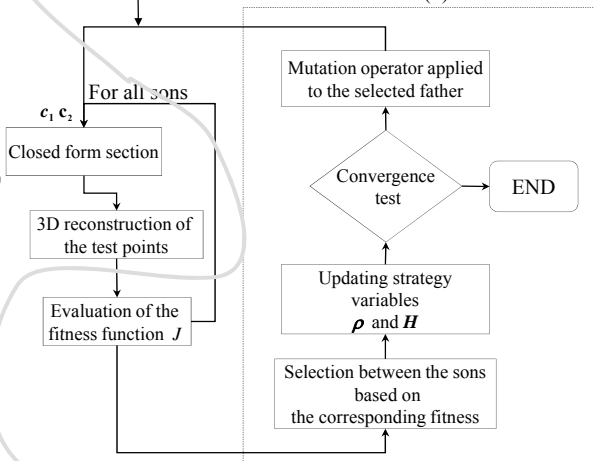 For all sons
c₁ c₂
Closed form section
3D reconstruction of
the test points
Evaluation of the
fitness function J
Mutation operator applied
to the selected father
Convergence
test
END
Updating strategy
variables
ρ and H
Selection between the sons
based on
the corresponding fitness